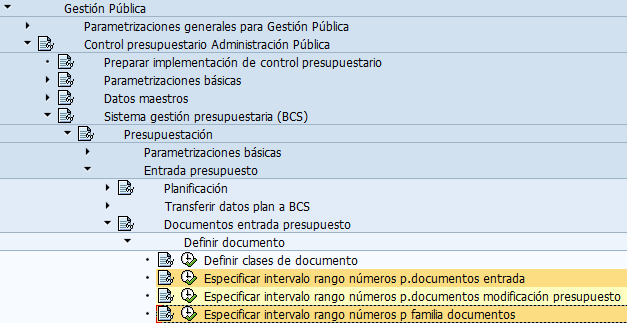 Gestión Pública
Parametrizaciones generales para Gestión Pública
Control presupuestario Administración Pública
Preparar implementación de control presupuestario
Parametrizaciones básicas
Datos maestros
Sistema gestión presupuestaria (BCS)
Presupuestación
Parametrizaciones básicas
Entrada presupuesto
Planificación
Transferir datos plan a BCS
Documentos entrada presupuesto
Definir documento
Definir clases de documento
Especificar intervalo rango números p.documentos entrada
Especificar intervalo rango números p.documentos modificación presupuesto
Especificar intervalo rango números p familia documentos